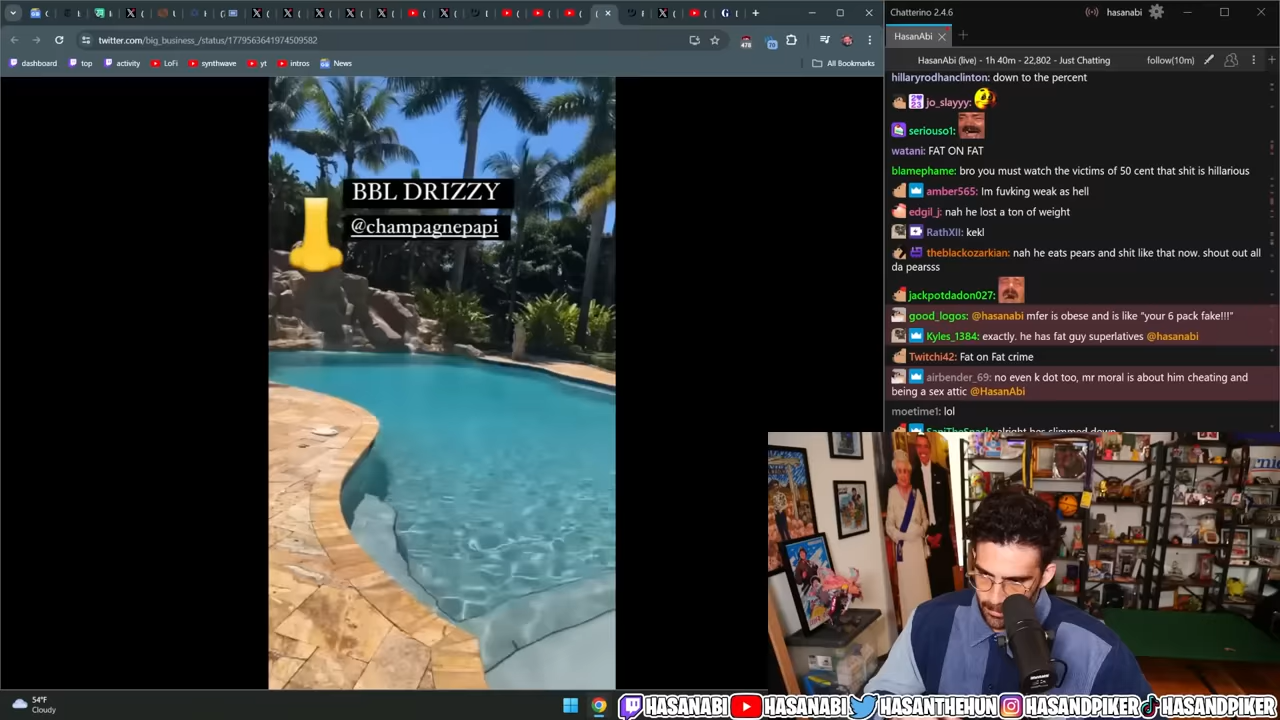 twitter.com/big_business_/status/1779563641974509582
dashboard
top
activity
LoFi
synthwave
yt
intros
News
All Bookmarks
BBL DRIZZY
@champagnepapi
54°F
Cloudy
Chatterino 2.4.6
hasanabi
HasanAbi
HasanAbi (live) - 1h 40m - 22,802 - Just Chatting
follow(10m)
hillaryrodhanclinton: down to the percent
jo_slayyy:
seriouso1:
watani: FAT ON FAT
blamephame: bro you must watch the victims of 50 cent that shit is hillarious
amber565: Im fuvking weak as hell
edgil_j: nah he lost a ton of weight
RathXII: kekl
theblackozarkian: nah he eats pears and shit like that now. shout out all
da pearsss
jackpotdadon027:
good_logos: @hasanabi mfer is obese and is like "your 6 pack fake!!!"
Kyles_1384: exactly. he has fat guy superlatives @hasanabi
Twitchi42: Fat on Fat crime
airbender_69: no even k dot too, mr moral is about him cheating and
being a sex attic @HasanAbi
moetime1: lol
HASANABI HASANABI HASANTHEHUN HASANDPIKER HASANDPIKER